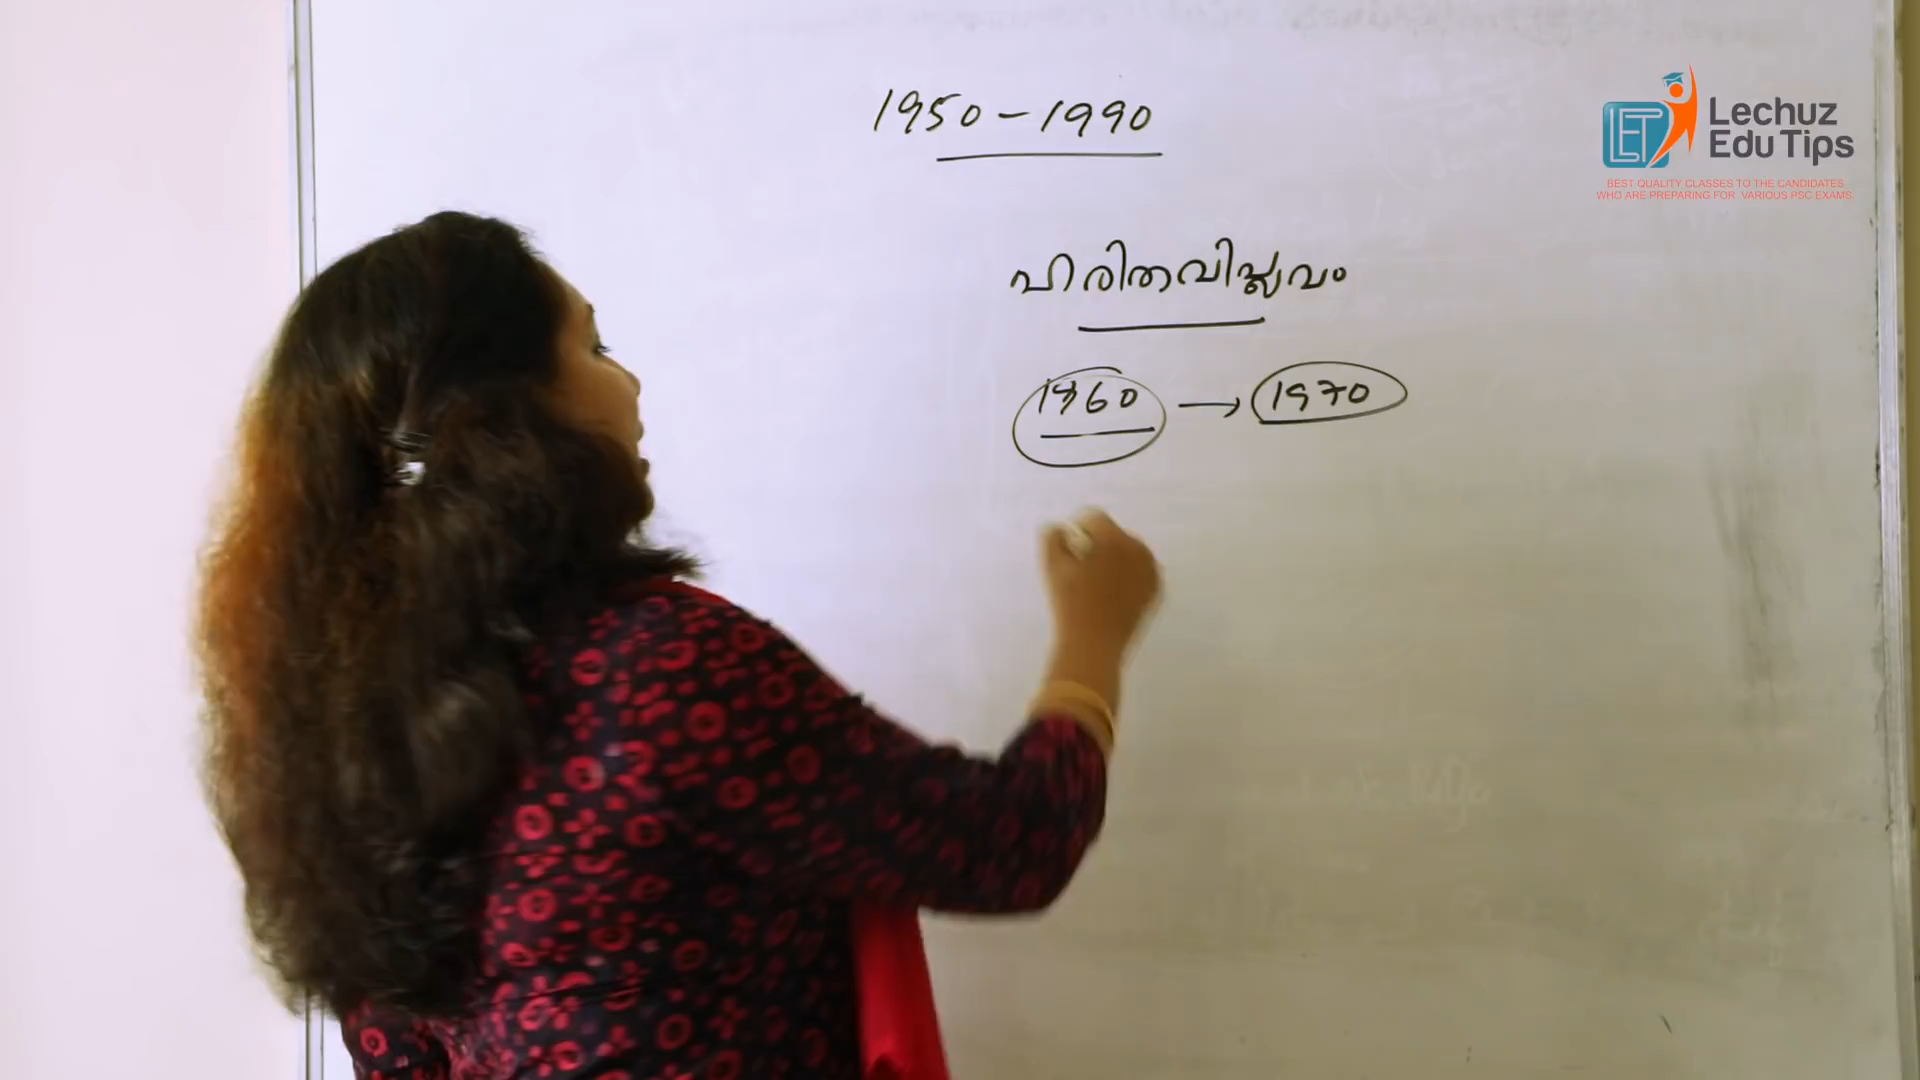 1950 - 1990
Lechuz
Edu Tips
BEST QUALITY CLASSES TO THE CANDIDATES
WHO ARE PREPARING FOR VARIOUS PSC EXAMS
ഹരിതവിപ്ലവം
1960 → 1970